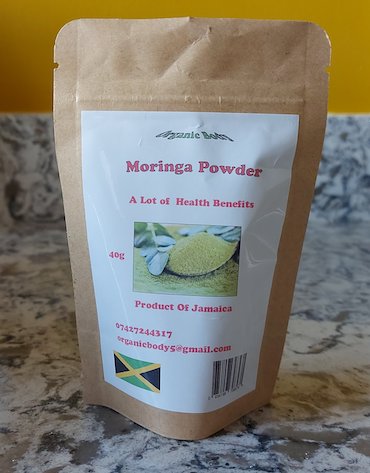 Organic Body
Moringa Powder
A Lot of Health Benefits
40g
Product Of Jamaica
07427244317
organicbody5@gmail.com